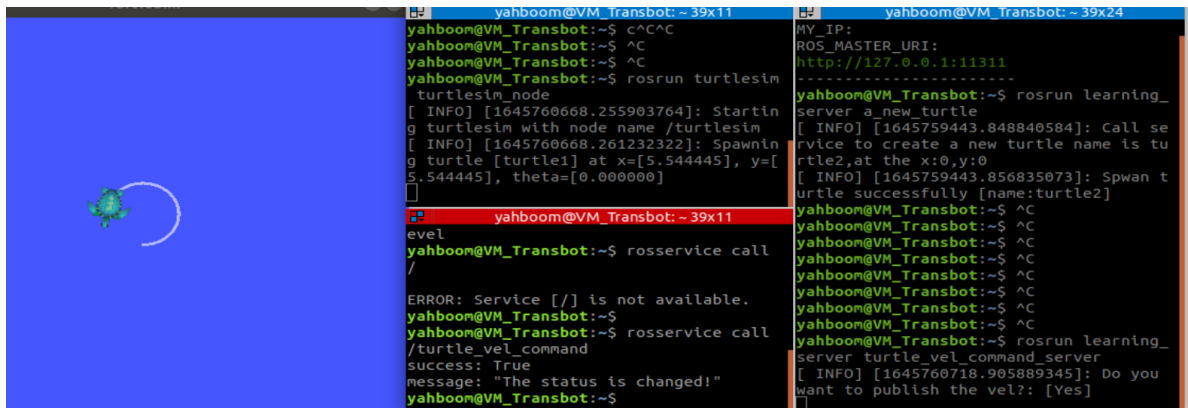 yahboom@VM_Transbot: ~ 39x11
yahboom@VM_Transbot:~$ c^C^C
yahboom@VM_Transbot:~$ ^C
yahboom@VM_Transbot:~$ ^C
yahboom@VM_Transbot:~$ rosrun turtlesim
 turtlesim_node
[ INFO] [1645760668.255903764]: Startin
g turtlesim with node name /turtlesim
[ INFO] [1645760668.261232322]: Spawnin
g turtle [turtle1] at x=[5.544445], y=[
5.544445], theta=[0.000000]
yahboom@VM_Transbot: ~ 39x11
evel
yahboom@VM_Transbot:~$ rosservice call
/
ERROR: Service [/] is not available.
yahboom@VM_Transbot:~$
yahboom@VM_Transbot:~$ rosservice call
/turtle_vel_command
success: True
message: "The status is changed!"
yahboom@VM_Transbot:~$
yahboom@VM_Transbot: ~ 39x24
MY_IP:
ROS_MASTER_URI:
http://127.0.0.1:11311
------------------------
yahboom@VM_Transbot:~$ rosrun learning_
server a_new_turtle
[ INFO] [1645759443.848840584]: Call se
rvice to create a new turtle name is tu
rtle2,at the x:0,y:0
[ INFO] [1645759443.856835073]: Spwan t
urtle successfully [name:turtle2]
yahboom@VM_Transbot:~$ ^C
yahboom@VM_Transbot:~$ ^C
yahboom@VM_Transbot:~$ ^C
yahboom@VM_Transbot:~$ ^C
yahboom@VM_Transbot:~$ ^C
yahboom@VM_Transbot:~$ ^C
yahboom@VM_Transbot:~$ ^C
yahboom@VM_Transbot:~$ ^C
yahboom@VM_Transbot:~$ rosrun learning_
server turtle_vel_command_server
[ INFO] [1645760718.905889345]: Do you
want to publish the vel?: [Yes]